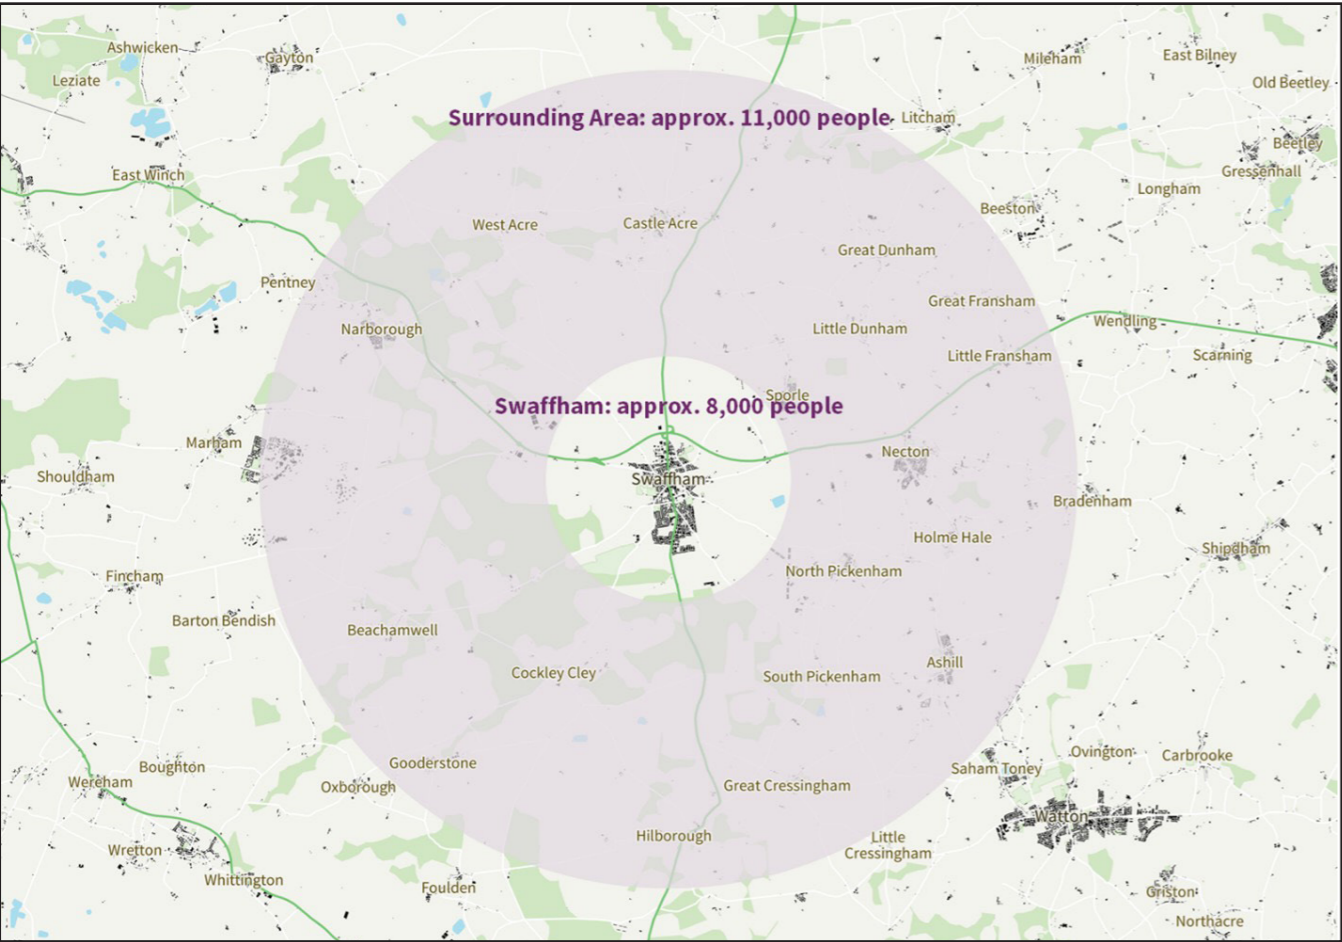 Ashwicken
Gayton
Mileham
East Bilney
Leziate
Old Beetley
Surrounding Area: approx. 11,000 people
Litcham
Beetley
East Winch
Gressenhall
Longham
Beeston
West Acre
Castle Acre
Great Dunham
Pentney
Great Fransham
Narborough
Little Dunham
Wendling
Little Fransham
Scarning
Sporle
Swaffham: approx. 8,000 people
Marham
Necton
Shouldham
Swaffham
Bradenham
Holme Hale
Shipdham
Fincham
North Pickenham
Barton Bendish
Beachamwell
Cockley Cley
South Pickenham
Ashill
Ovington
Carbrooke
Gooderstone
Boughton
Saham Toney
Wereham
Oxborough
Great Cressingham
Watton
Hilborough
Little
Cressingham
Wretton
Whittington
Foulden
Griston
Northacre